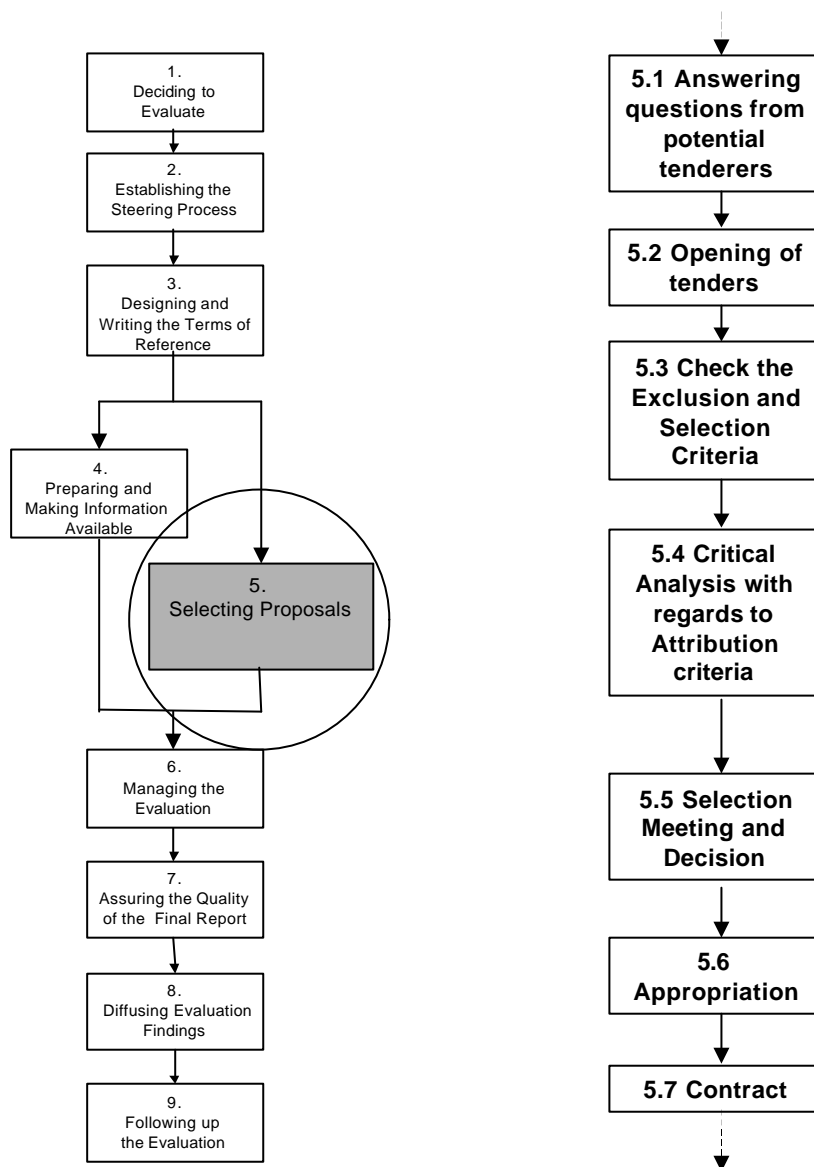 1.
Deciding to
Evaluate
2.
Establishing the
Steering Process
3.
Designing and
Writing the Terms of
Reference
4.
Preparing and
Making Information
Available
5.
Selecting Proposals
6.
Managing the
Evaluation
7.
Assuring the Quality
of the Final Report
8.
Diffusing Evaluation
Findings
9.
Following up
the Evaluation
5.1 Answering
questions from
potential
tenderers
5.2 Opening of
tenders
5.3 Check the
Exclusion and
Selection
Criteria
5.4 Critical
Analysis with
regards to
Attribution
criteria
5.5 Selection
Meeting and
Decision
5.6
Appropriation
5.7 Contract